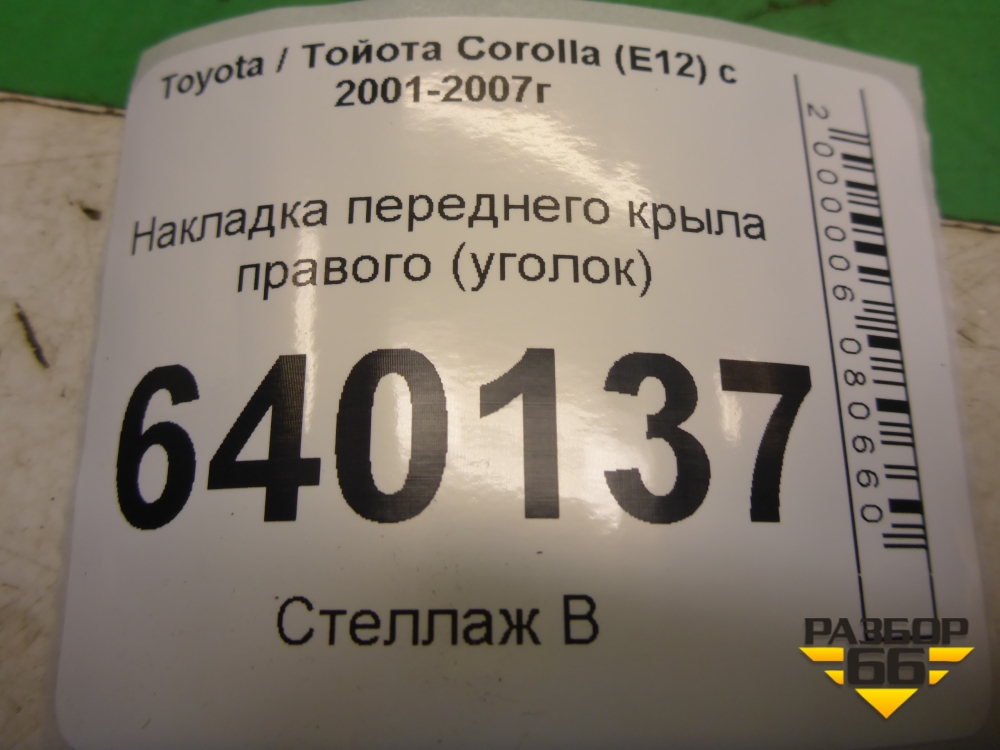 Toyota / Тойота Corolla (E12) с
2001-2007г
Накладка переднего крыла
правого (уголок)
640137
Стеллаж В
2000006080660
РАЗБОР
66